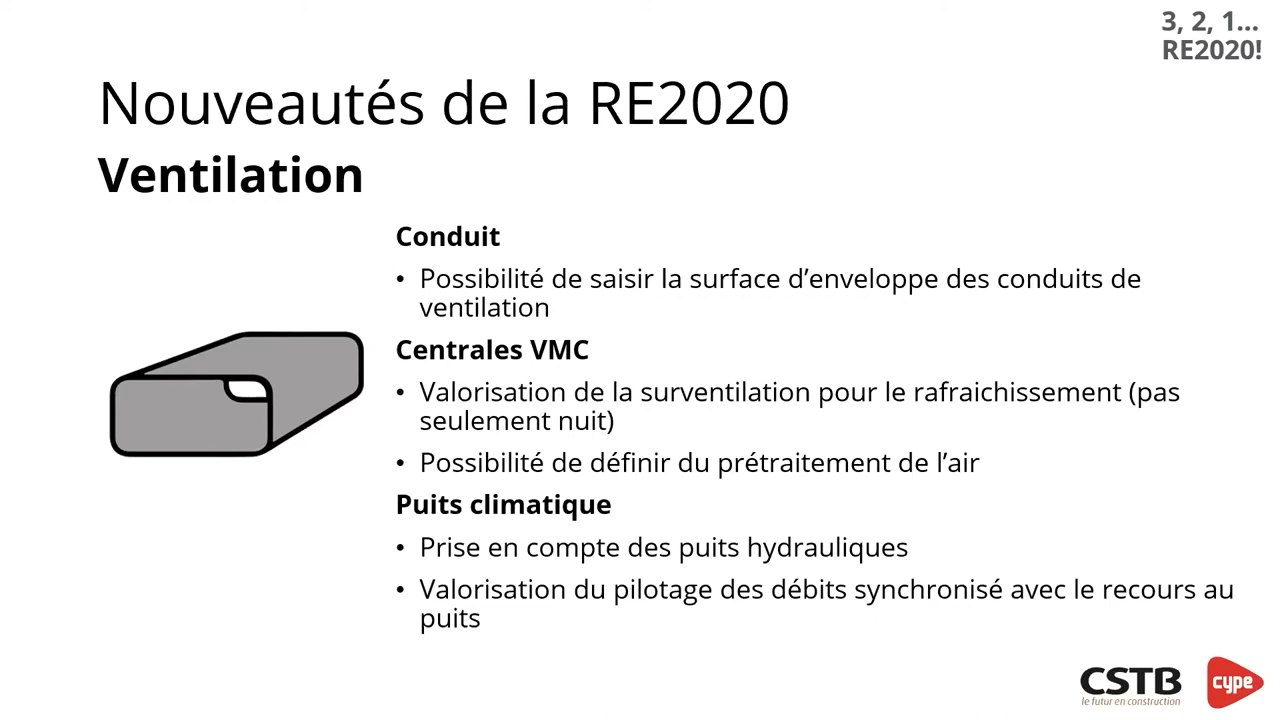 3, 2, 1...
RE2020!
Nouveautés de la RE2020
Ventilation
Conduit
• Possibilité de saisir la surface d’enveloppe des conduits de
ventilation
Centrales VMC
• Valorisation de la surventilation pour le rafraichissement (pas
seulement nuit)
• Possibilité de définir du prétraitement de l’air
Puits climatique
• Prise en compte des puits hydrauliques
• Valorisation du pilotage des débits synchronisé avec le recours au
puits
CSTB
le futur en construction
cype